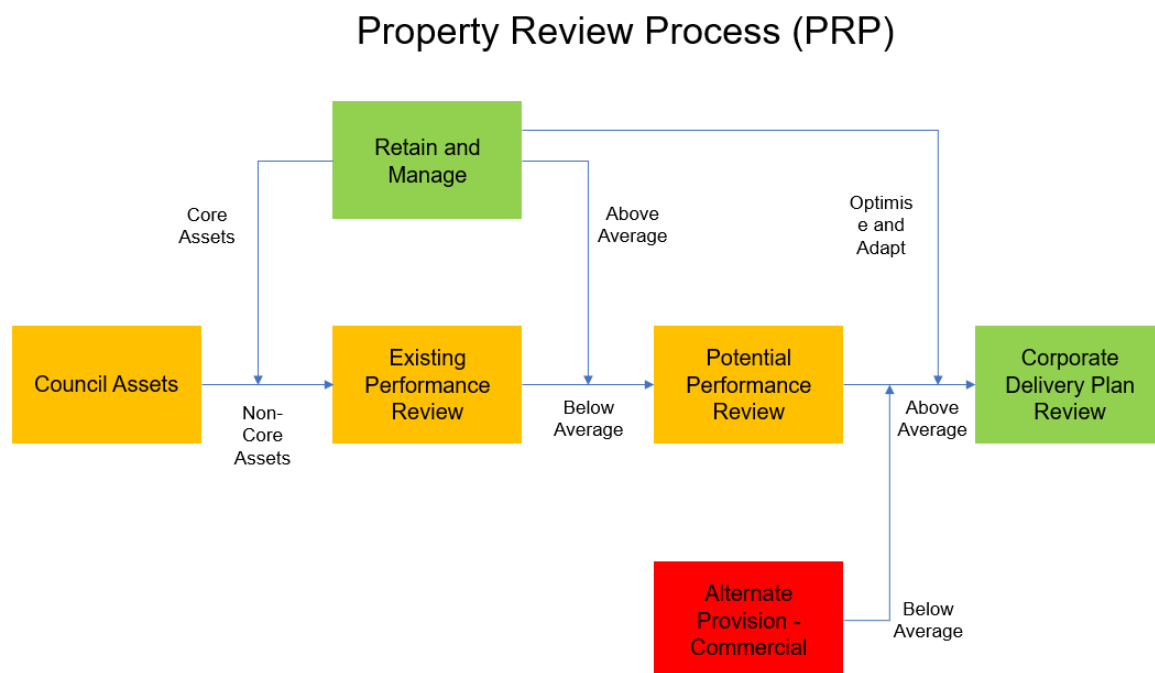 Property Review Process (PRP)
Retain and
Manage
Core
Assets
Above
Average
Optimis
e and
Adapt
Council Assets
Non-
Core
Assets
Existing
Performance
Review
Below
Average
Potential
Performance
Review
Above
Average
Corporate
Delivery Plan
Review
Alternate
Provision -
Commercial
Below
Average